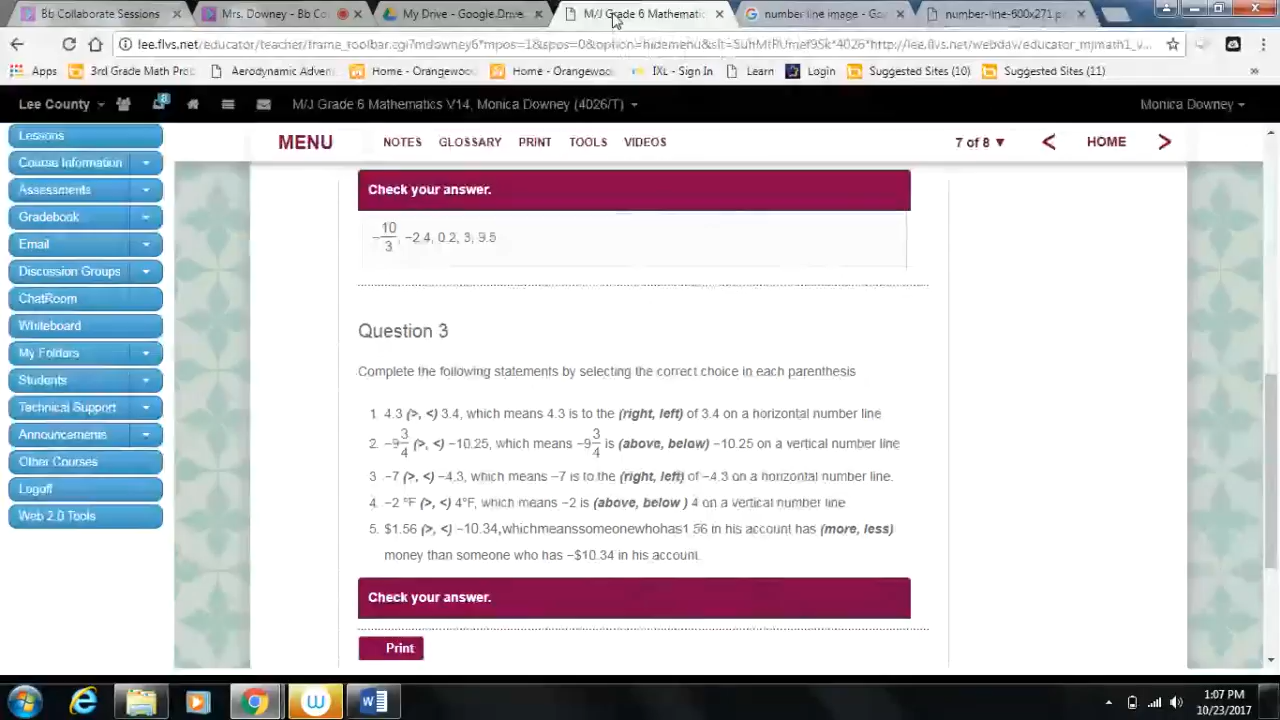 Bb Collaborate Sessions
Mrs. Downey - Bb Co
My Drive - Google Drive
M/J Grade 6 Mathematic
number line image - Goo
number-line-600x271.p
Apps
3rd Grade Math Prob
Aerodynamic Adven
Home - Orangewoo
Home - Orangewoo
IXL - Sign In
Learn
Login
Suggested Sites (10)
Suggested Sites (11)
»
Lee County
8
M/J Grade 6 Mathematics V14, Monica Downey (4026/T)
Monica Downey
Lessons
Course Information
Assessments
Gradebook
Email
Discussion Groups
ChatRoom
Whiteboard
My Folders
Students
Technical Support
Announcements
Other Courses
Logoff
Web 2.0 Tools
MENU
NOTES GLOSSARY PRINT TOOLS VIDEOS
7 of 8 ▼ < HOME >
Check your answer.
-10/3, -2.4, 0.2, 3, 9.5
Question 3
Complete the following statements by selecting the correct choice in each parenthesis
1. 4.3 (>, <) 3.4, which means 4.3 is to the (right, left) of 3.4 on a horizontal number line
2. -9 3/4 (>, <) -10.25, which means -9 3/4 is (above, below) -10.25 on a vertical number line
3. -7 (>, <) -4.3, which means -7 is to the (right, left) of -4.3 on a horizontal number line.
4. -2 °F (>, <) 4°F, which means -2 is (above, below ) 4 on a vertical number line
5. $1.56 (>, <) -10.34,whichmeanssomeonewhohas1.56 in his account has (more, less)
money than someone who has -$10.34 in his account.
Check your answer.
Print
1:07 PM
10/23/2017